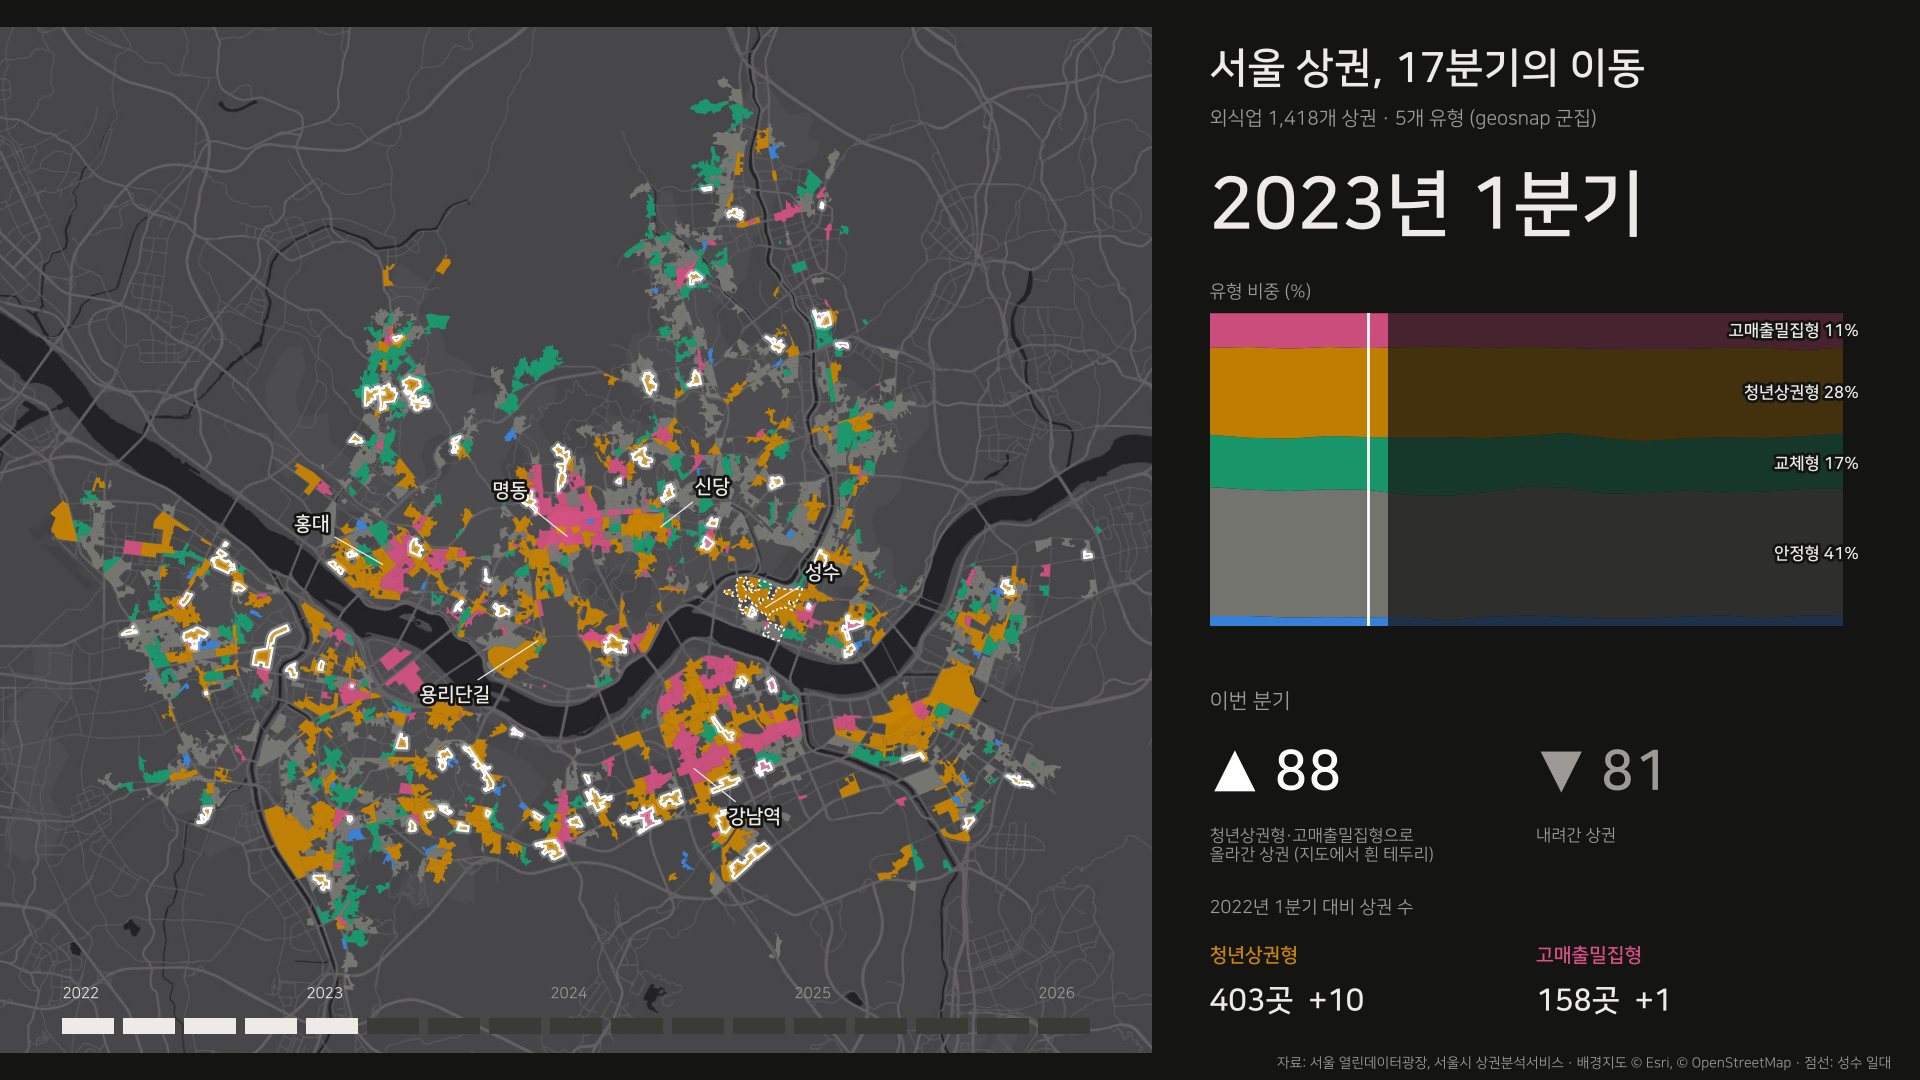 서울 상권, 17분기의 이동
외식업 1,418개 상권 · 5개 유형 (geosnap 군집)
2023년 1분기
유형 비중 (%)
고매출밀집형 11%
청년상권형 28%
교체형 17%
안정형 41%
이번 분기
▲ 88
▼ 81
청년상권형·고매출밀집형으로
올라간 상권 (지도에서 흰 테두리)
내려간 상권
2022년 1분기 대비 상권 수
청년상권형
고매출밀집형
403곳 +10
158곳 +1
명동
신당
홍대
성수
용리단길
강남역
2022
2023
2024
2025
2026
자료: 서울 열린데이터광장, 서울시 상권분석서비스 · 배경지도 © Esri, © OpenStreetMap · 점선: 성수 일대